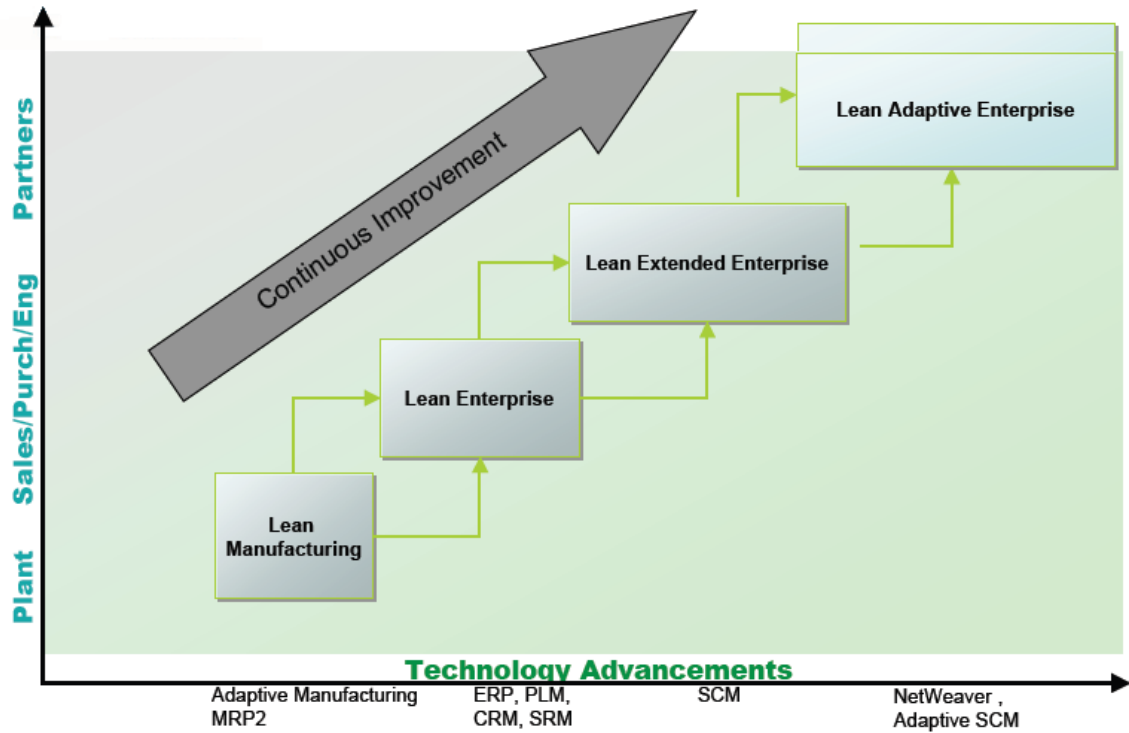 Partners
Sales/Purch/Eng
Plant
Continuous Improvement
Lean Adaptive Enterprise
Lean Extended Enterprise
Lean Enterprise
Lean
Manufacturing
Technology Advancements
Adaptive Manufacturing
MRP2
ERP, PLM,
CRM, SRM
SCM
NetWeaver ,
Adaptive SCM